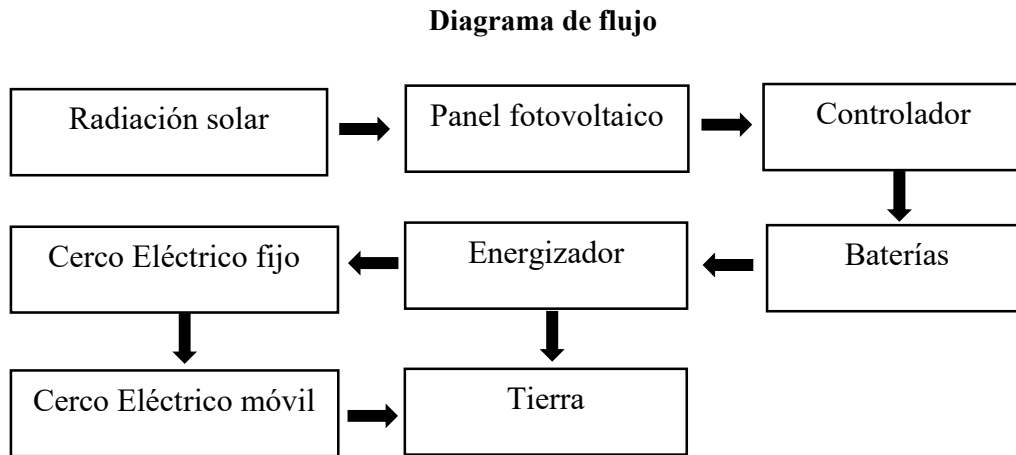 Diagrama de flujo
Radiación solar
Panel fotovoltaico
Controlador
Cerco Eléctrico fijo
Energizador
Baterías
Cerco Eléctrico móvil
Tierra